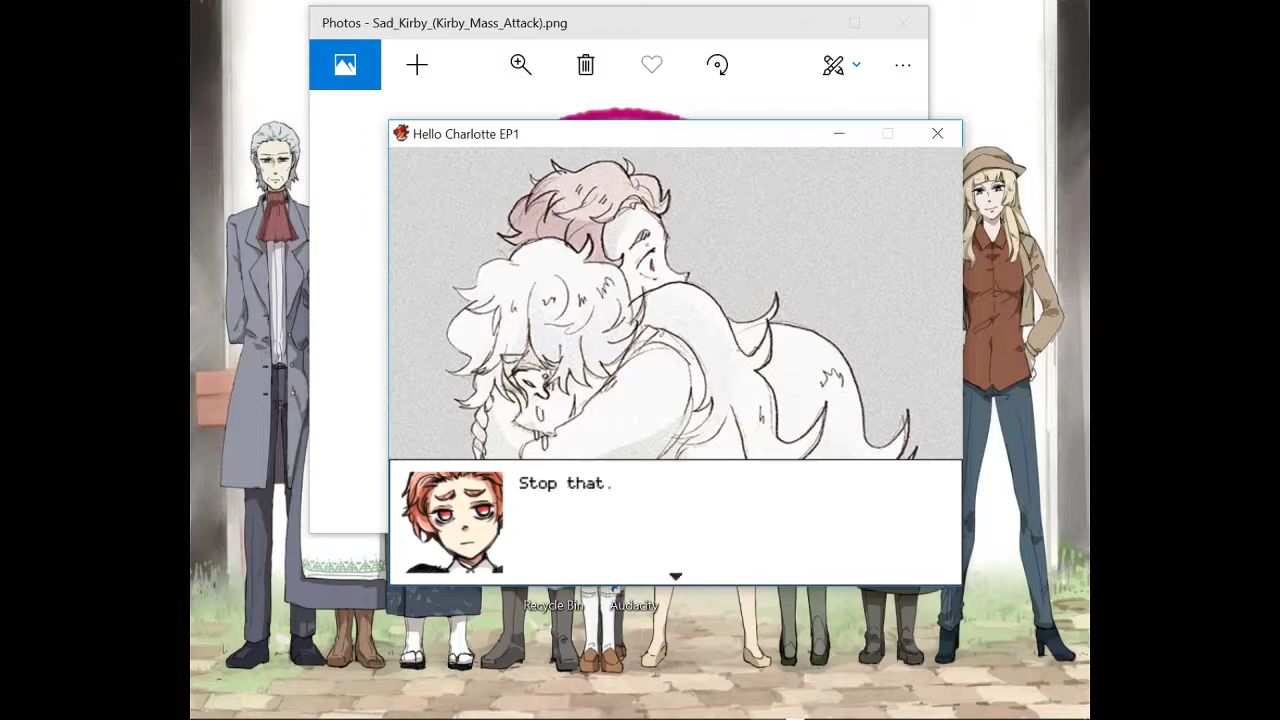 Photos - Sad_Kirby_(Kirby_Mass_Attack).png
Hello Charlotte EP1
Stop that.
Recycle Bin
Audacity